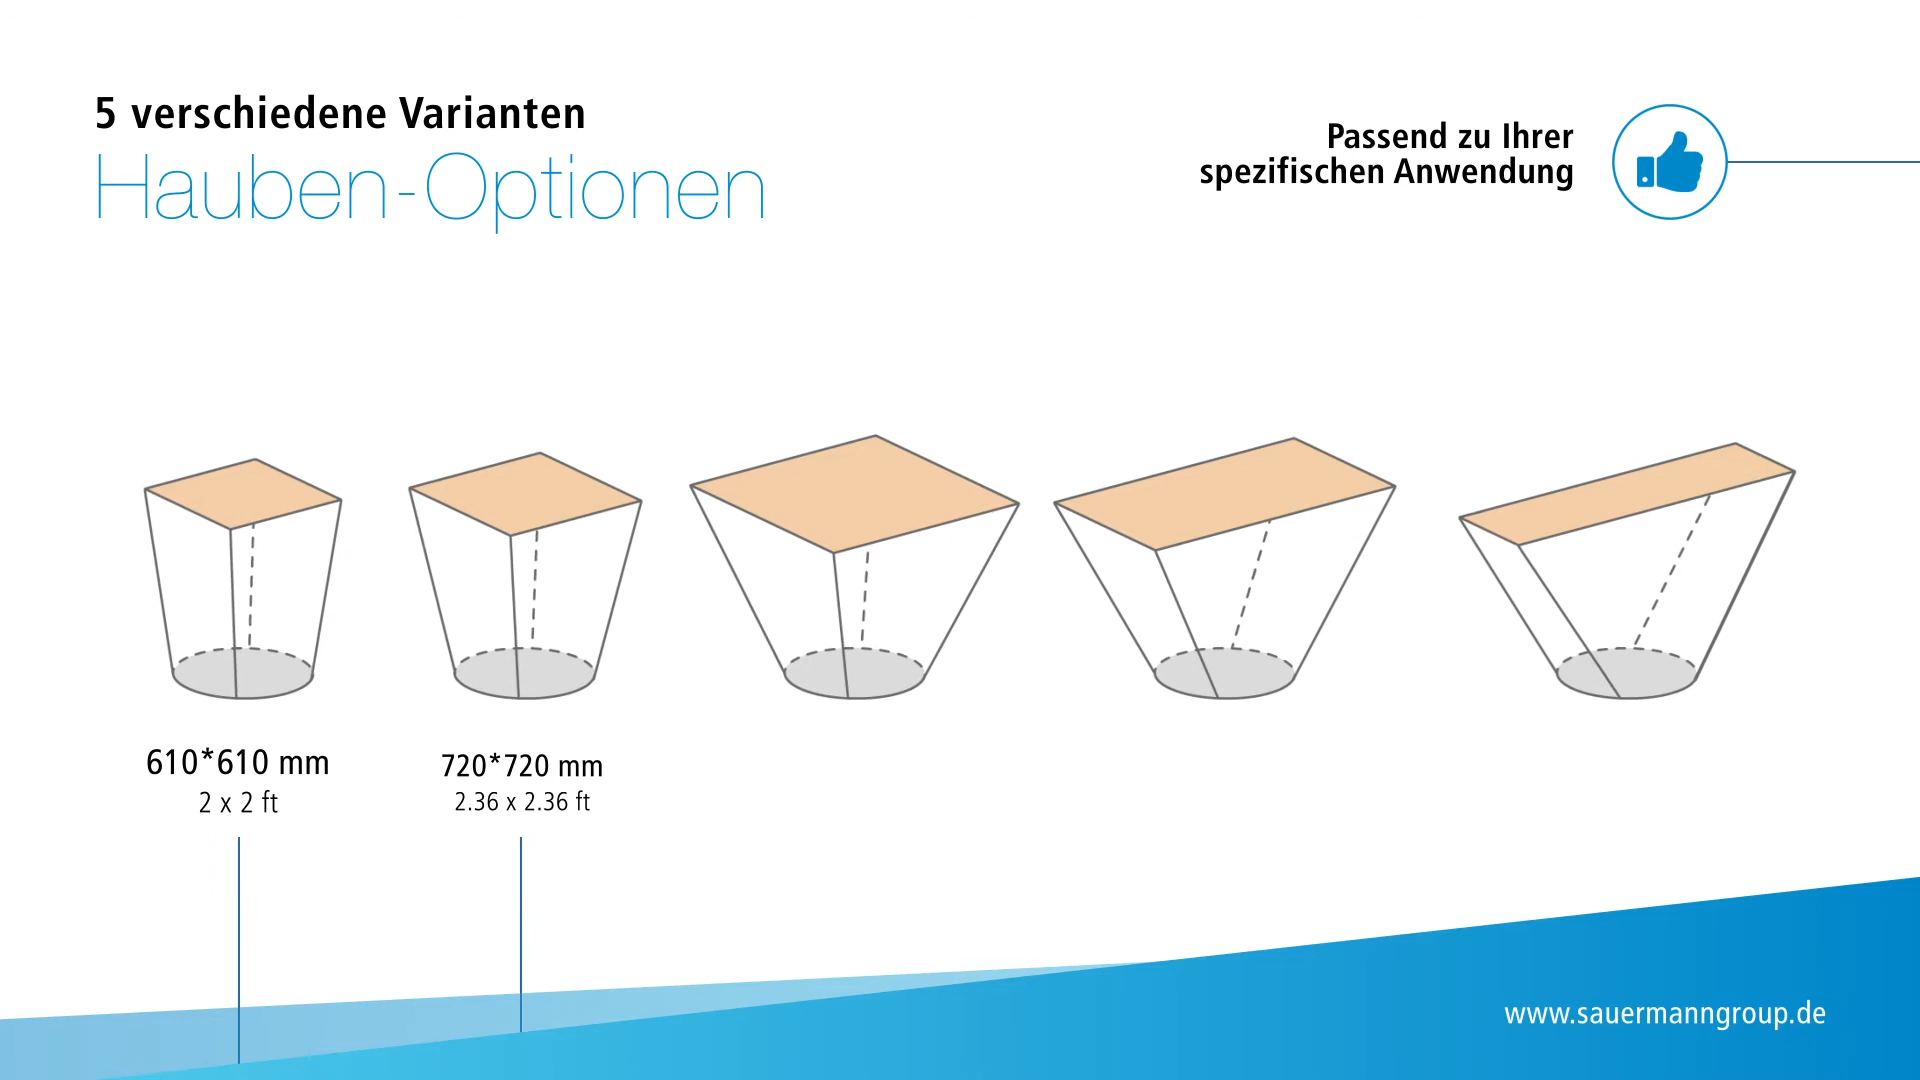 5 verschiedene Varianten
Hauben-Optionen
Passend zu Ihrer
spezifischen Anwendung
610*610 mm
2 x 2 ft
720*720 mm
2.36 x 2.36 ft
www.sauermanngroup.de